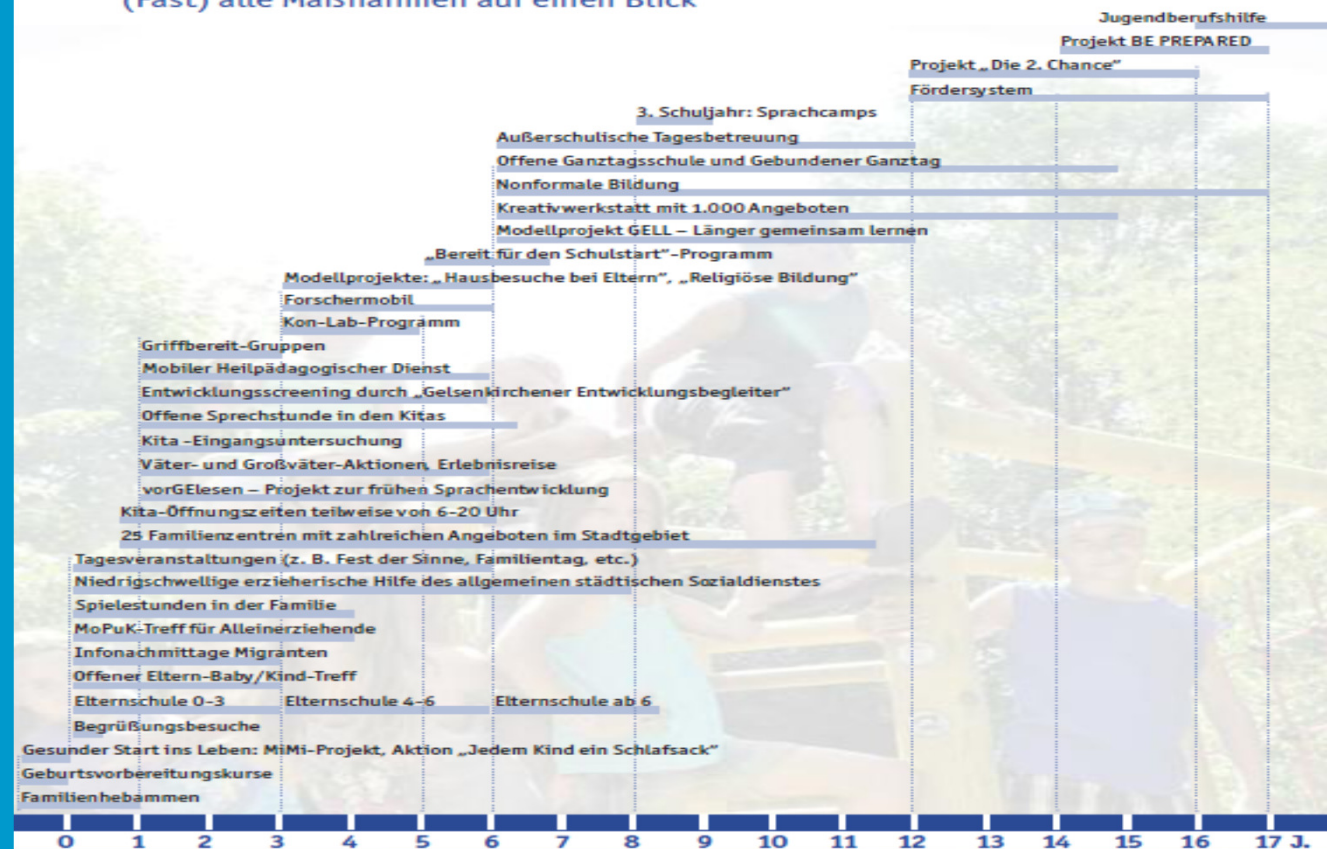 (Fast) alle Maßnahmen auf einen Blick
Jugendberufshilfe
Projekt BE PREPARED
Projekt „Die 2. Chance“
Fördersystem
3. Schuljahr: Sprachcamps
Außerschulische Tagesbetreuung
Offene Ganztagsschule und Gebundener Ganztag
Nonformale Bildung
Kreativwerkstatt mit 1.000 Angeboten
Modellprojekt GELL – Länger gemeinsam lernen
„Bereit für den Schulstart“-Programm
Modellprojekte: „Hausbesuche bei Eltern“, „Religiöse Bildung“
Forschermobil
Kon-Lab-Programm
Griffbereit-Gruppen
Mobiler Heilpädagogischer Dienst
Entwicklungsscreening durch „Gelsenkirchener Entwicklungsbegleiter“
Offene Sprechstunde in den Kitas
Kita -Eingangsuntersuchung
Väter- und Großväter-Aktionen, Erlebnisreise
vorGElesen – Projekt zur frühen Sprachentwicklung
Kita-Öffnungszeiten teilweise von 6-20 Uhr
25 Familienzentren mit zahlreichen Angeboten im Stadtgebiet
Tagesveranstaltungen (z. B. Fest der Sinne, Familientag, etc.)
Niedrigschwellige erzieherische Hilfe des allgemeinen städtischen Sozialdienstes
Spielestunden in der Familie
MoPuK-Treff für Alleinerziehende
Infonachmittage Migranten
Offener Eltern-Baby/Kind-Treff
Elternschule 0-3 Elternschule 4-6 Elternschule ab 6
Begrüßungsbesuche
Gesunder Start ins Leben: MiMi-Projekt, Aktion „Jedem Kind ein Schlafsack“
Geburtsvorbereitungskurse
Familienhebammen
0 1 2 3 4 5 6 7 8 9 10 11 12 13 14 15 16 17 J.